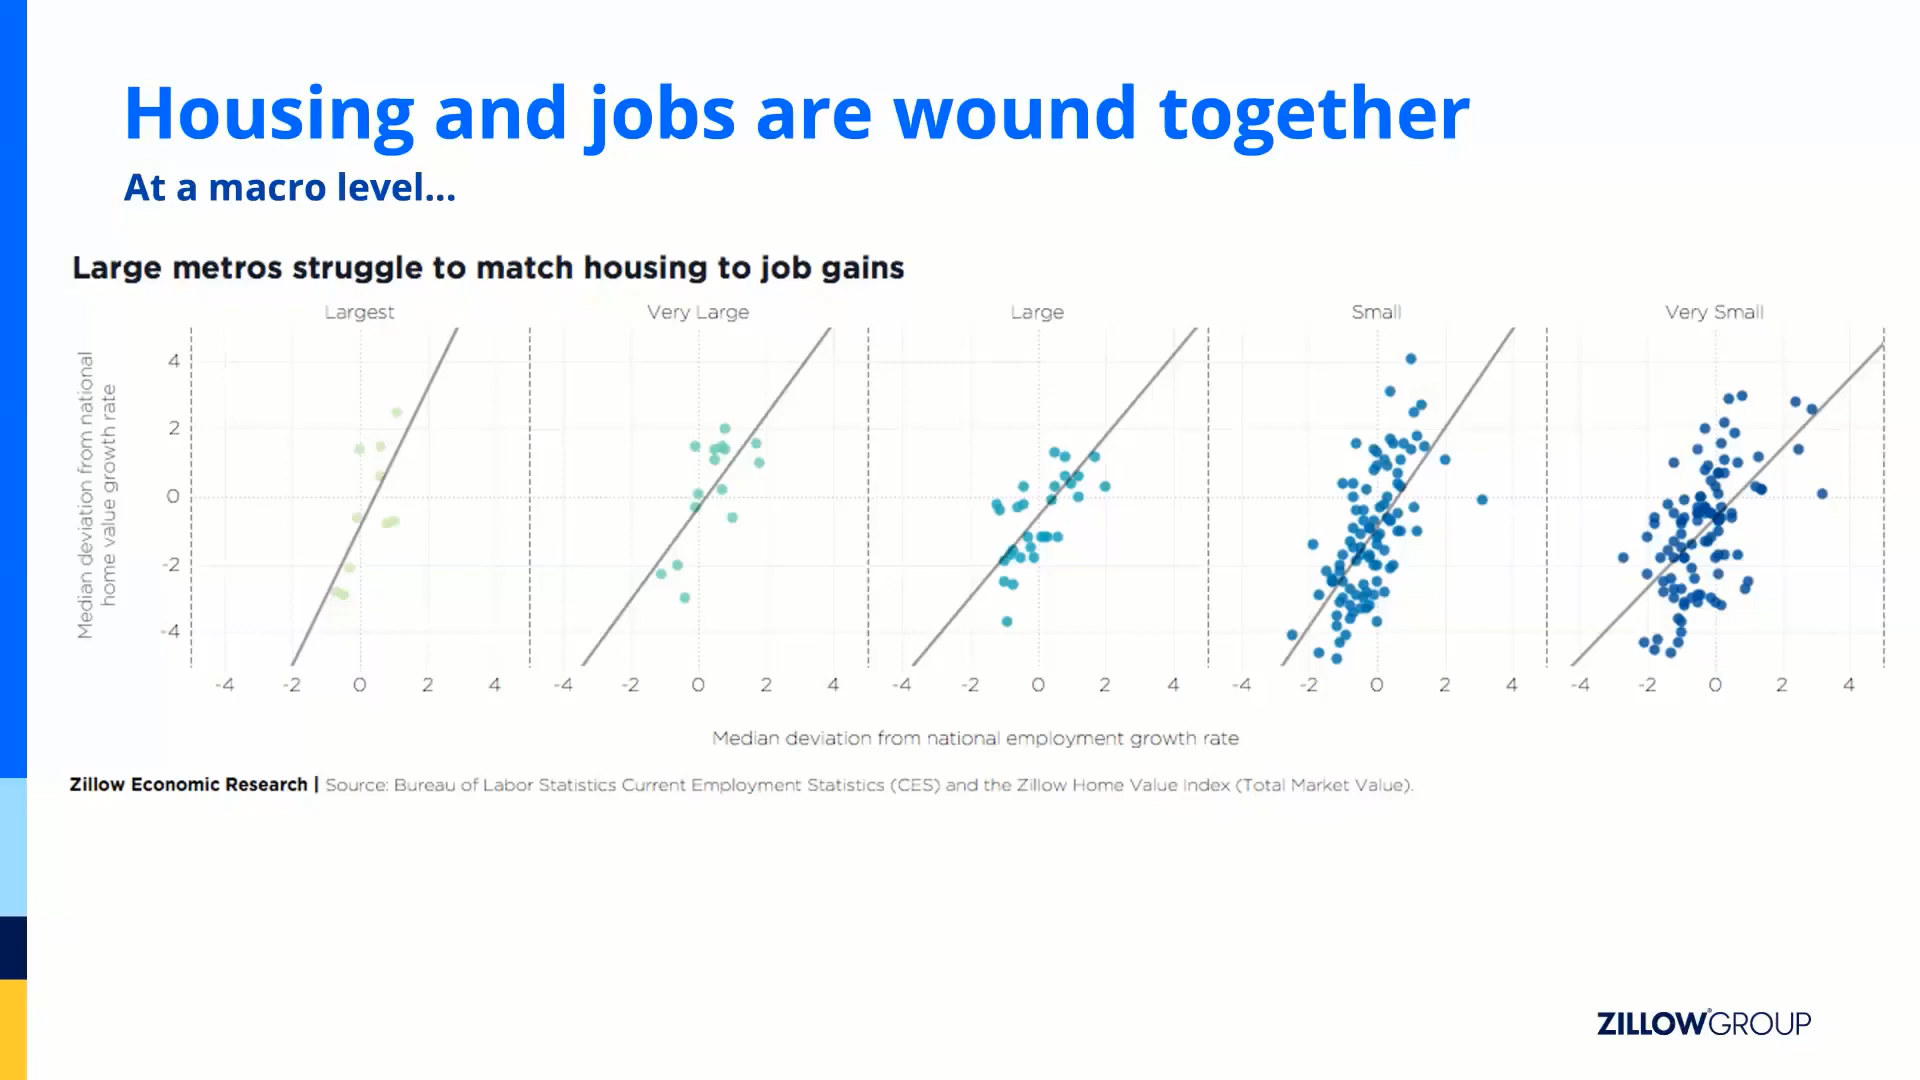 Housing and jobs are wound together
At a macro level...
Large metros struggle to match housing to job gains
Largest
Very Large
Large
Small
Very Small
Median deviation from national
home value growth rate
4
2
0
-2
-4
-4 -2 0 2 4 -4 -2 0 2 4 -4 -2 0 2 4 -4 -2 0 2 4 -4 -2 0 2 4
Median deviation from national employment growth rate
Zillow Economic Research | Source: Bureau of Labor Statistics Current Employment Statistics (CES) and the Zillow Home Value Index (Total Market Value).
ZILLOW®GROUP